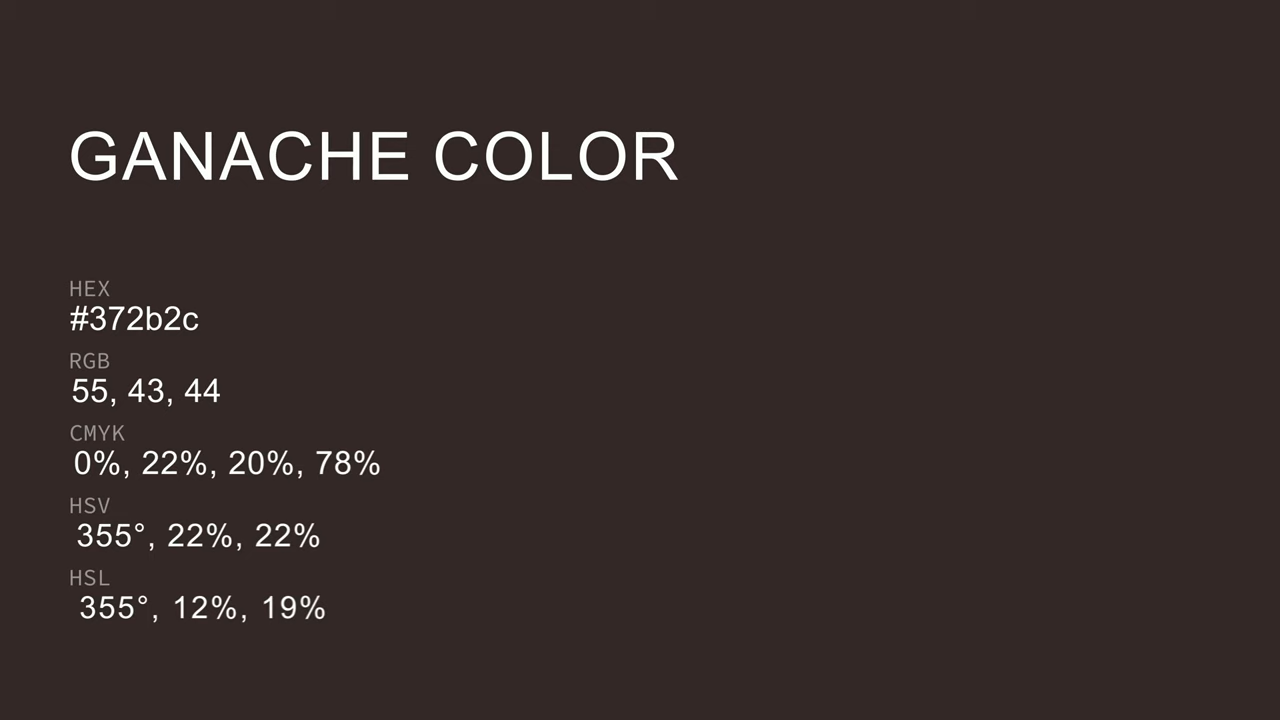 GANACHE COLOR
HEX
#372b2c
RGB
55, 43, 44
CMYK
0%, 22%, 20%, 78%
HSV
355°, 22%, 22%
HSL
355°, 12%, 19%